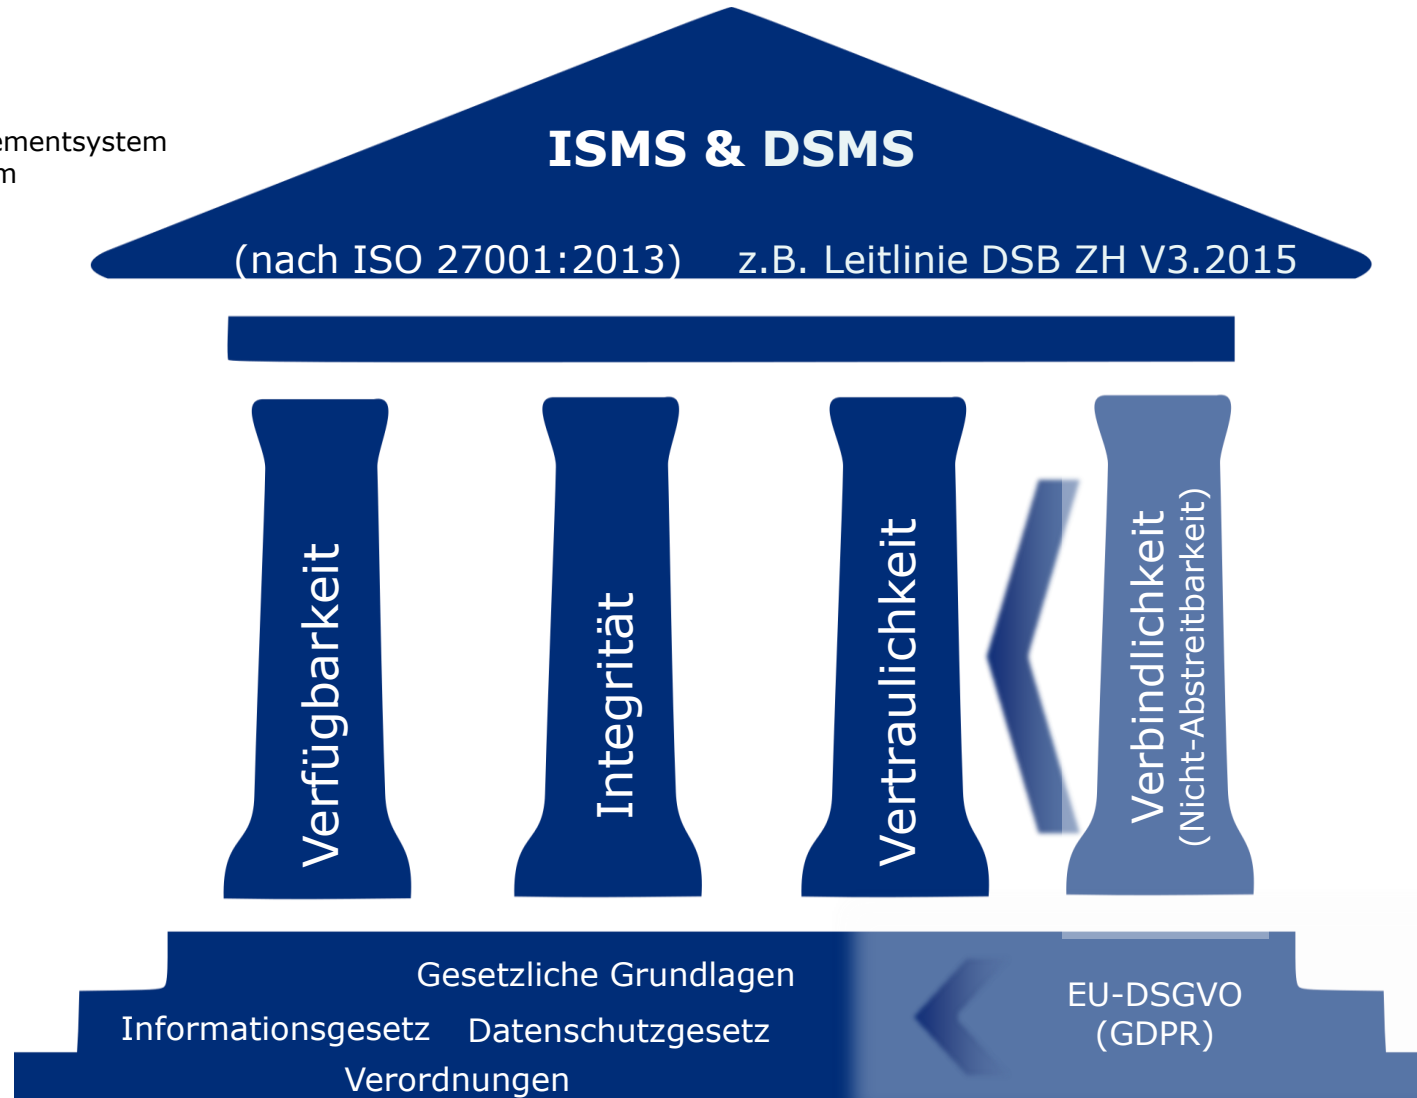 ISMS & DSMS
(nach ISO 27001:2013) z.B. Leitlinie DSB ZH V3.2015
Verfügbarkeit
Integrität
Vertraulichkeit
Verbindlichkeit
(Nicht-Abstreitbarkeit)
Gesetzliche Grundlagen
Informationsgesetz Datenschutzgesetz
Verordnungen
EU-DSGVO
(GDPR)